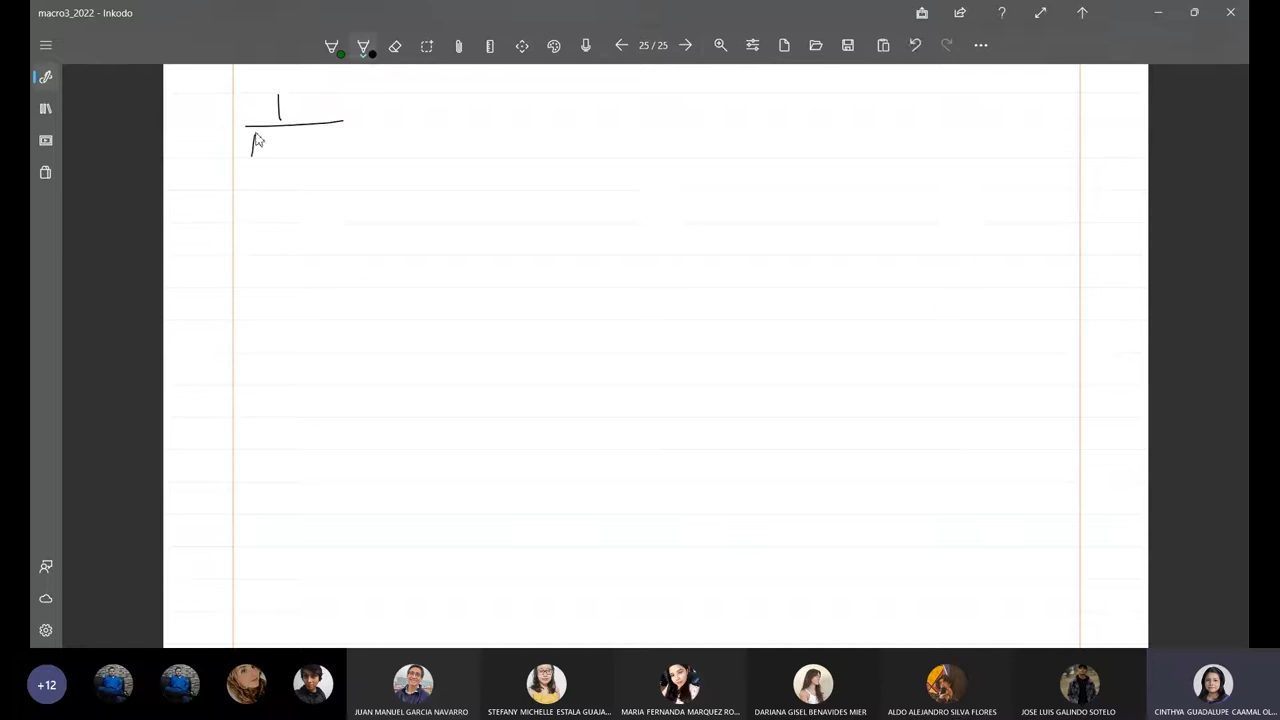 macro3_2022 - Inkodo
25 / 25
1
+12
JUAN MANUEL GARCIA NAVARRO
STEFANY MICHELLE ESTALA GUAJA...
MARIA FERNANDA MARQUEZ RO...
DARIANA GISEL BENAVIDES MIER
ALDO ALEJANDRO SILVA FLORES
JOSE LUIS GALINDO SOTELO
CINTHYA GUADALUPE CAAMAL OL...